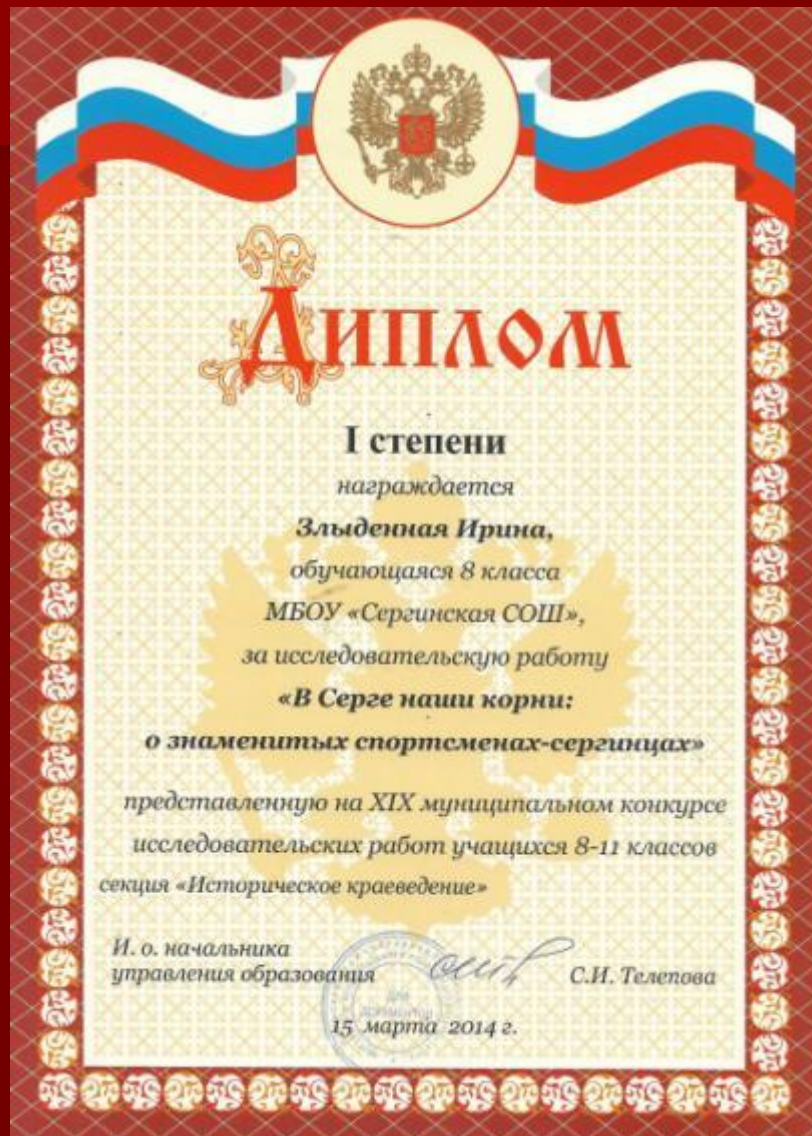 Диплом
I степени
награждается
Злыденная Ирина,
обучающаяся 8 класса
МБОУ «Сергинская СОШ»,
за исследовательскую работу
«В Серге наши корни:
о знаменитых спортсменах-сергинцах»
представленную на XIX муниципальном конкурсе
исследовательских работ учащихся 8-11 классов
секция «Историческое краеведение»
И. о. начальника
управления образования С.И. Телепова
Для
документов
15 марта 2014 г.